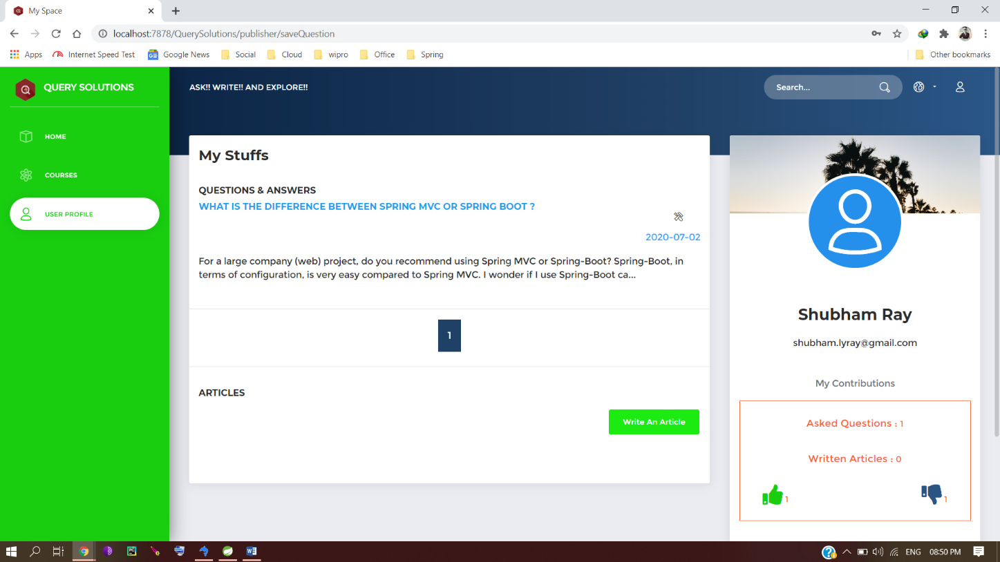 My Space
localhost:7878/QuerySolutions/publisher/saveQuestion
Apps Internet Speed Test Google News Social Cloud wipro Office Spring Other bookmarks
QUERY SOLUTIONS
ASK!! WRITE!! AND EXPLORE!!
Search...
HOME
COURSES
USER PROFILE
My Stuffs
QUESTIONS & ANSWERS
WHAT IS THE DIFFERENCE BETWEEN SPRING MVC OR SPRING BOOT ?
2020-07-02
For a large company (web) project, do you recommend using Spring MVC or Spring-Boot? Spring-Boot, in
terms of configuration, is very easy compared to Spring MVC. I wonder if I use Spring-Boot ca...
1
ARTICLES
Write An Article
Shubham Ray
shubham.lyray@gmail.com
My Contributions
Asked Questions : 1
Written Articles : 0
1 1
ENG 08:50 PM